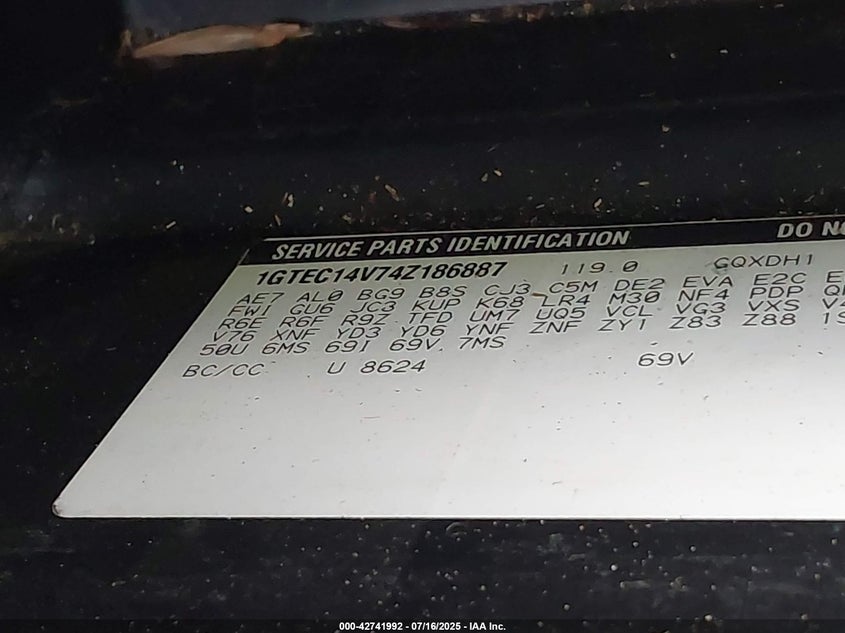 SERVICE PARTS IDENTIFICATION DO NO
1GTEC14V74Z186887 119.0 GQXDH1
AE7 AL0 BG9 B8S CJ3 C5M DE2 EVA E2C E
FW1 GU6 JC3 KUP K68 LR4 M30 NF4 PDP
R6E R6F R9Z TFD UM7 UQ5 VCL VG3 VXS
V76 XNF YD3 YD6 YNF ZNF ZY1 Z83 Z88
50U 6MS 69I 69V 7MS
BC/CC U 8624 69V
000-42741992 - 07/16/2025 - IAA Inc.